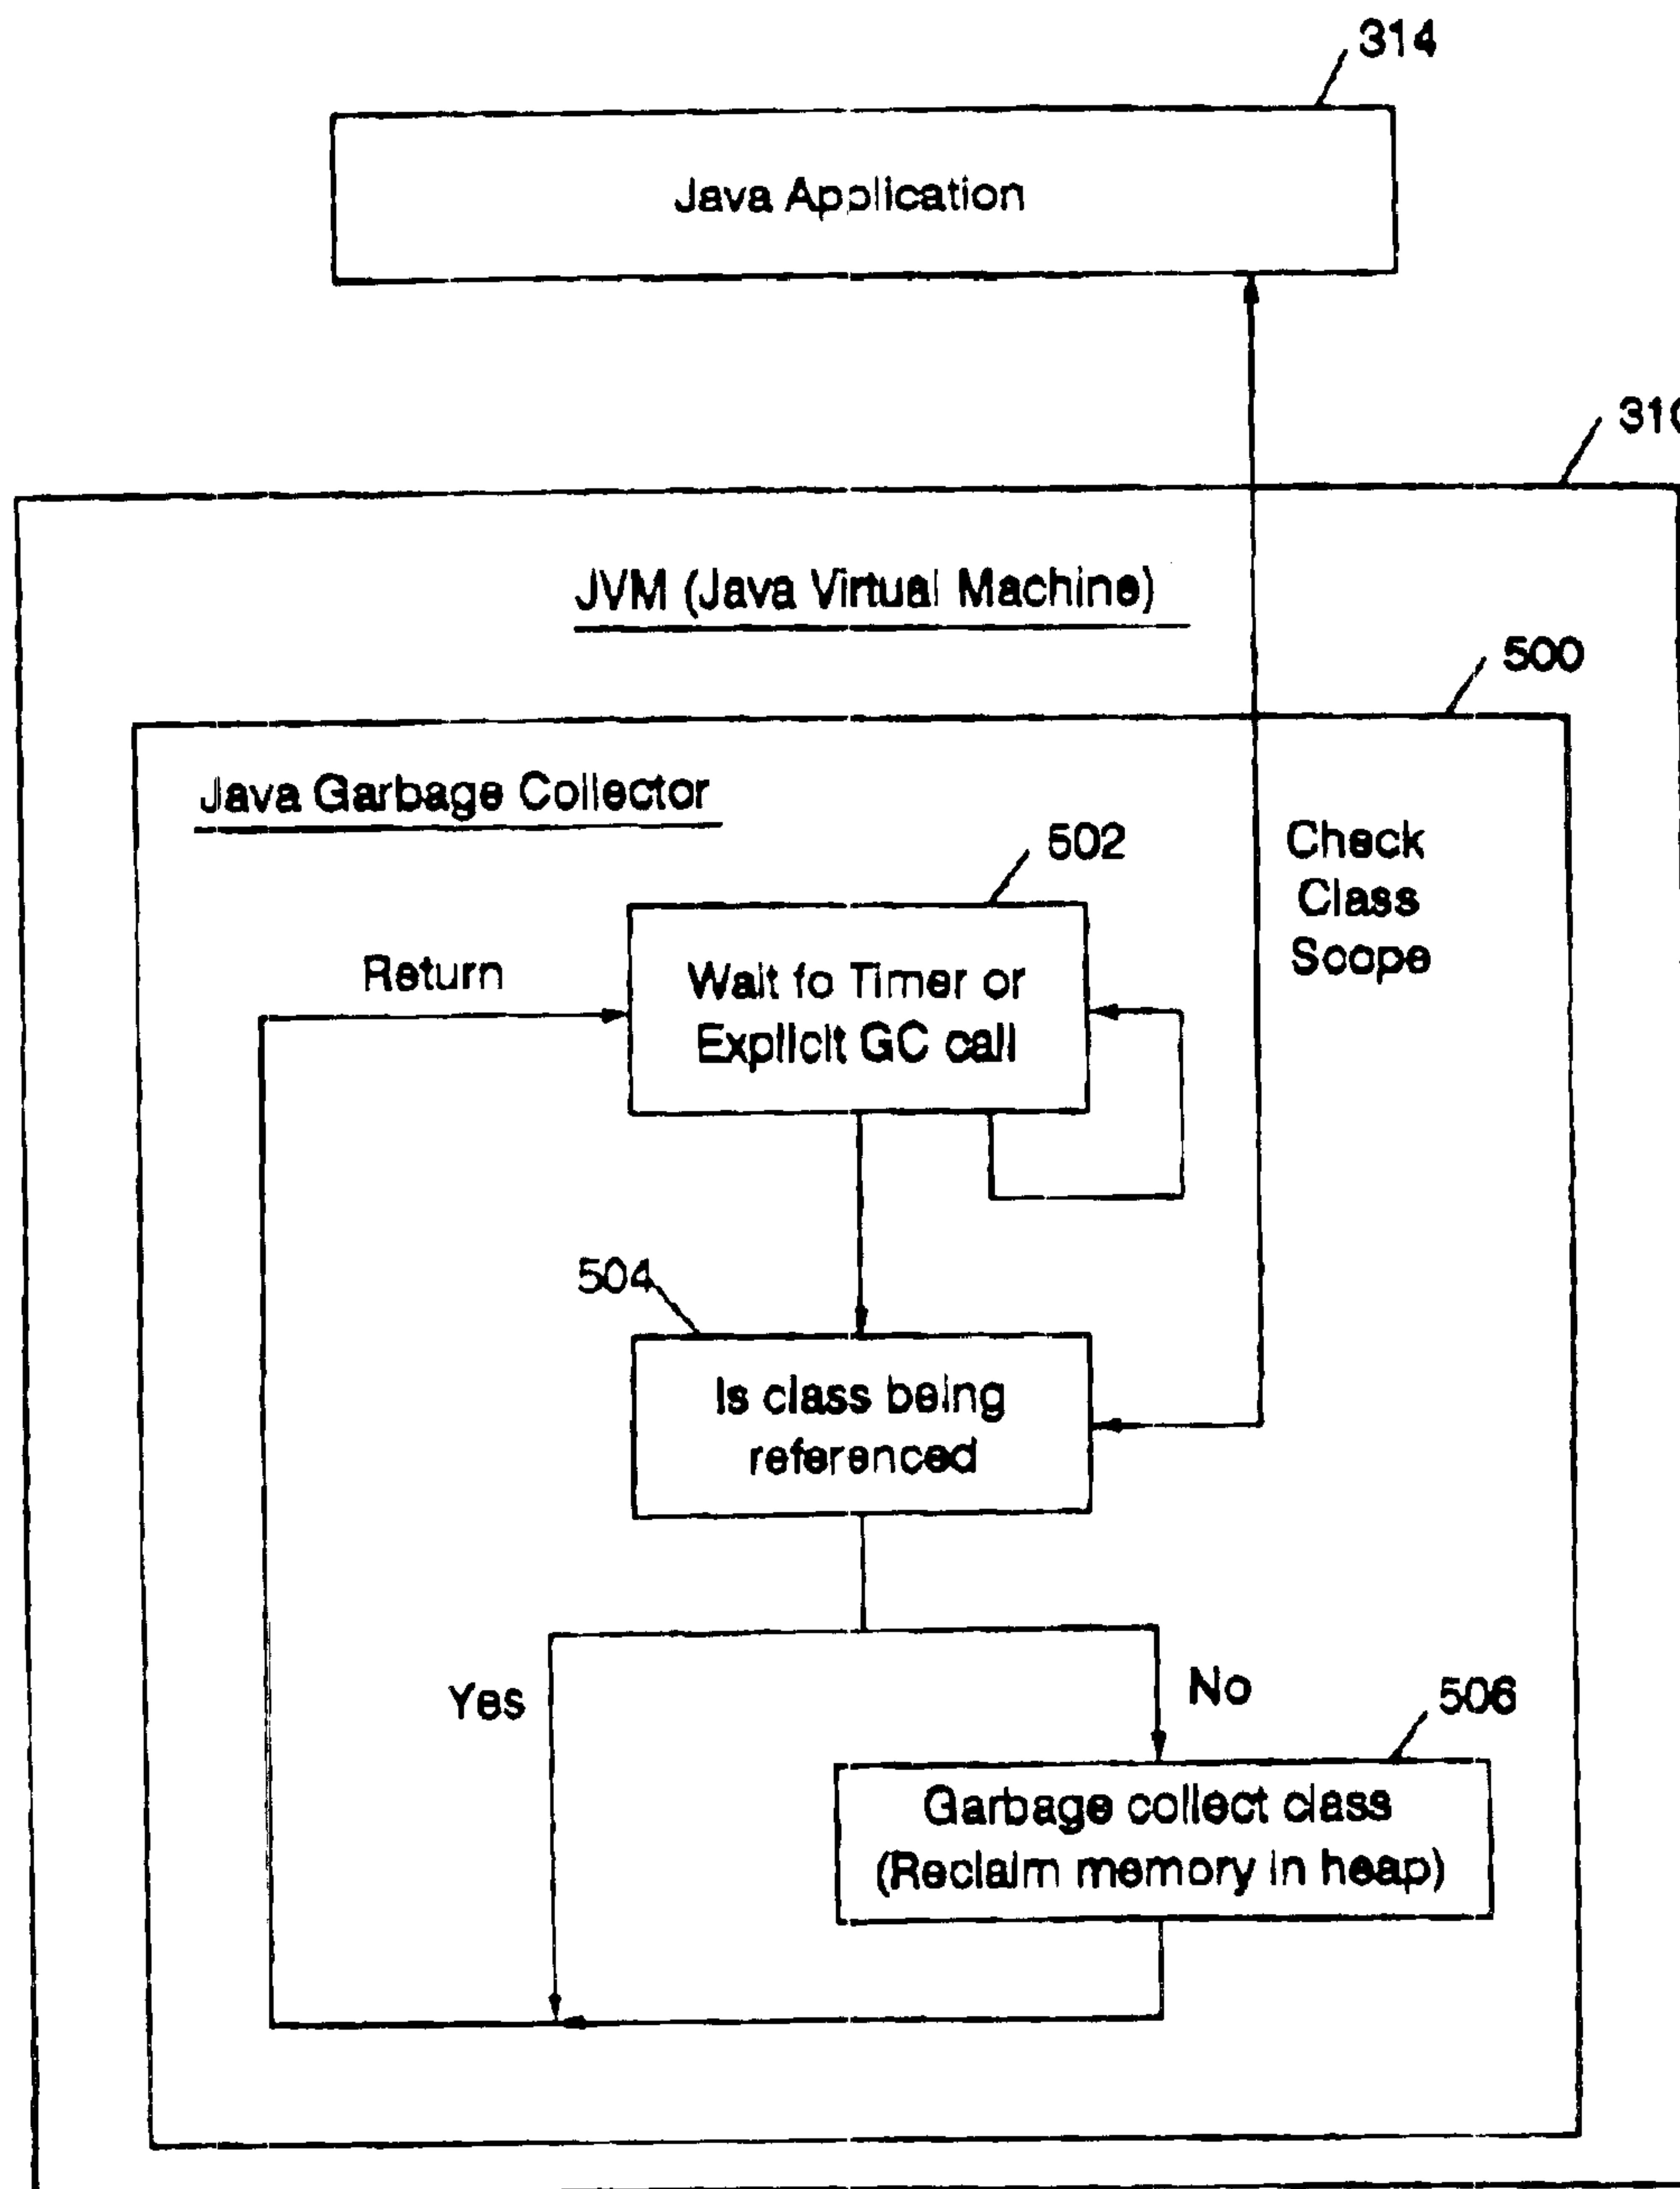 314
Java Application
310
JVM (Java Virtual Machine)
500
Java Garbage Collector
502
Check
Class
Scope
Return
Wait fo Timer or
Explicit GC call
504
Is class being
referenced
Yes
No
506
Garbage collect class
(Reclaim memory in heap)